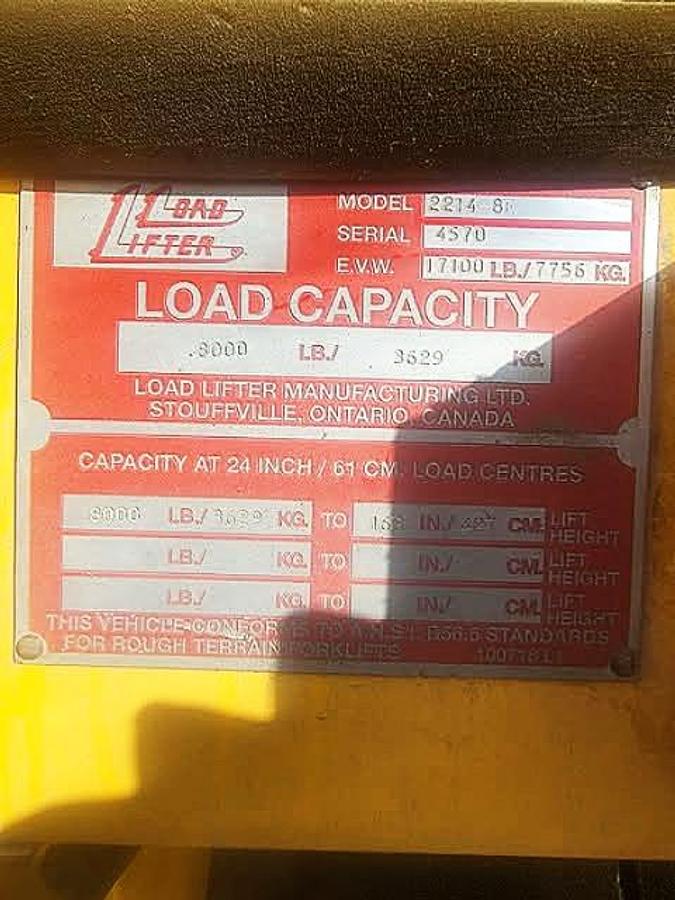 LOAD
LIFTER
MODEL 2214
SERIAL 4570
E.V.W. 17100 LB./7756 KG.
LOAD CAPACITY
8000 LB./ 3629 KG.
LOAD LIFTER MANUFACTURING LTD.
STOUFFVILLE, ONTARIO, CANADA
CAPACITY AT 24 INCH / 61 CM. LOAD CENTRES
8000 LB./ 3629 KG. TO IN./ CM. LIFT HEIGHT
LB./ KG. TO IN./ CM. LIFT HEIGHT
LB./ KG. TO IN./ CM. LIFT HEIGHT
THIS VEHICLE CONFORMS TO STANDARDS
FOR ROUGH TERRAIN FORKLIFTS